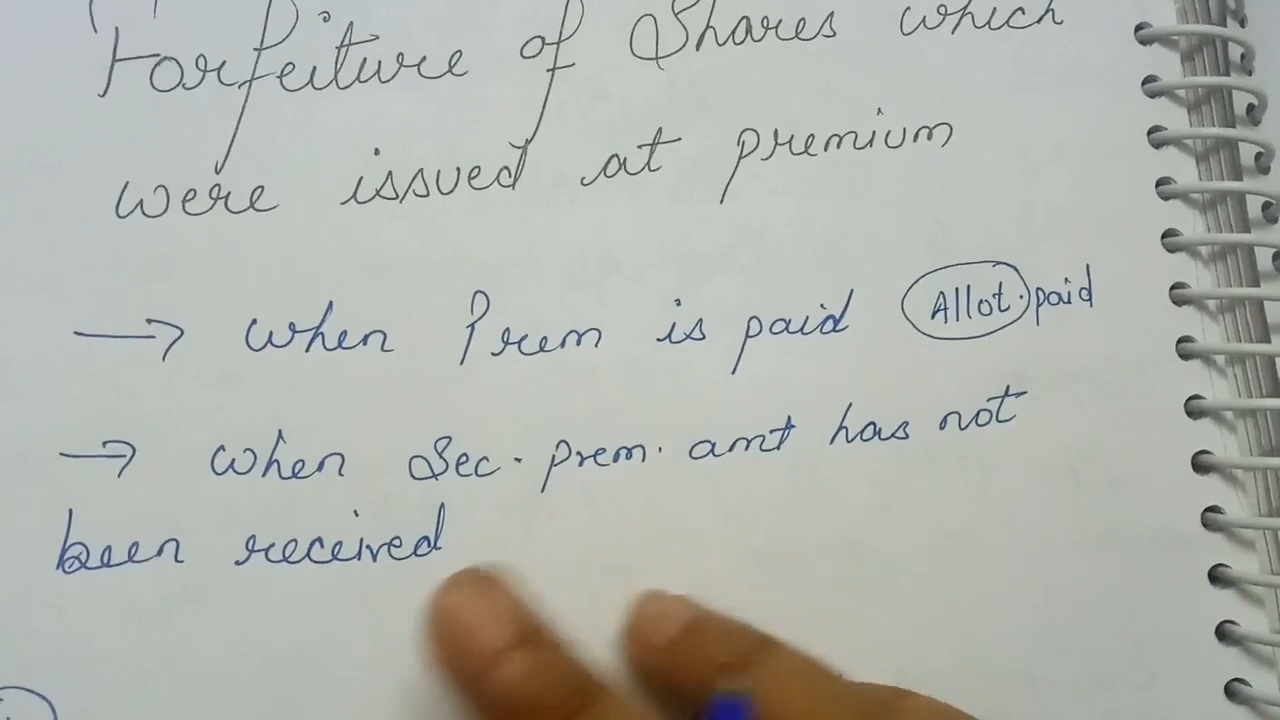 Forfeiture of Shares which
were issued at premium
→ When Prem is paid Allot. paid
→ When Sec. prem. amt has not
been received